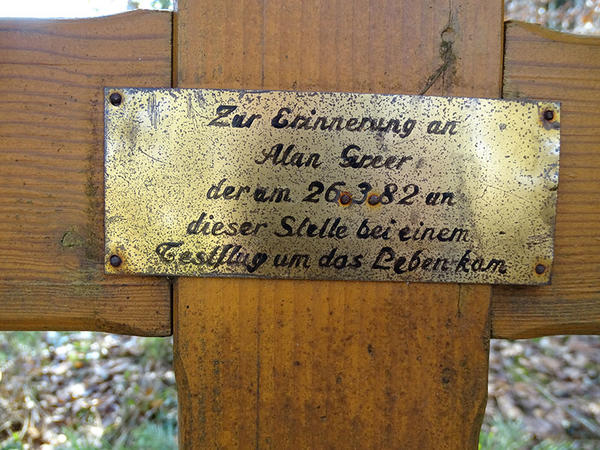 Zur Erinnerung an
Alan Greer
der am 26.3.82 an
dieser Stelle bei einem
Testflug um das Leben kam